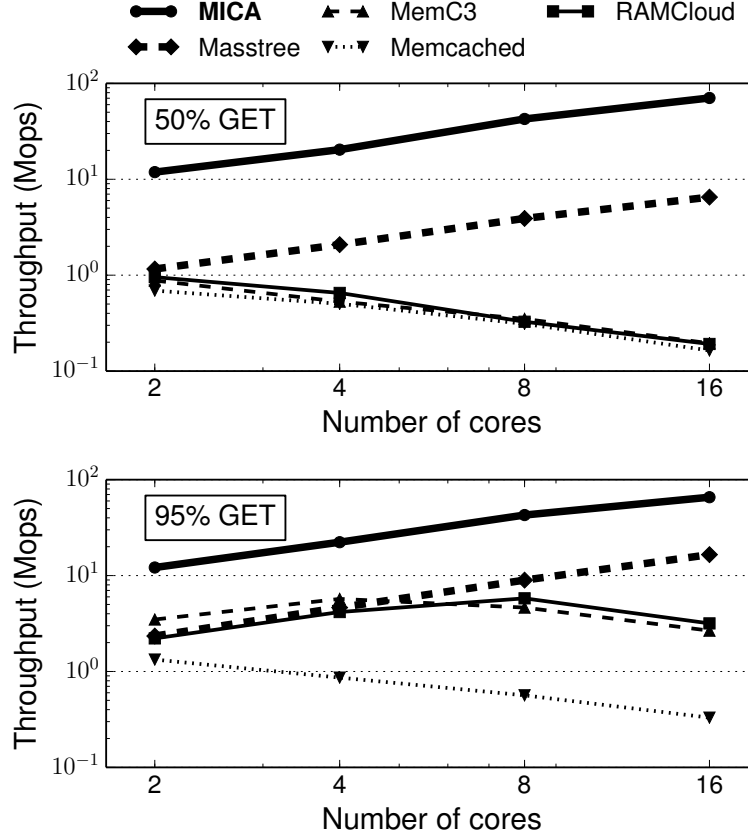 MICA MemC3 RAMCloud
Masstree Memcached
50% GET
10^2
10^1
10^0
10^-1
Throughput (Mops)
2 4 8 16
Number of cores
95% GET
10^2
10^1
10^0
10^-1
Throughput (Mops)
2 4 8 16
Number of cores